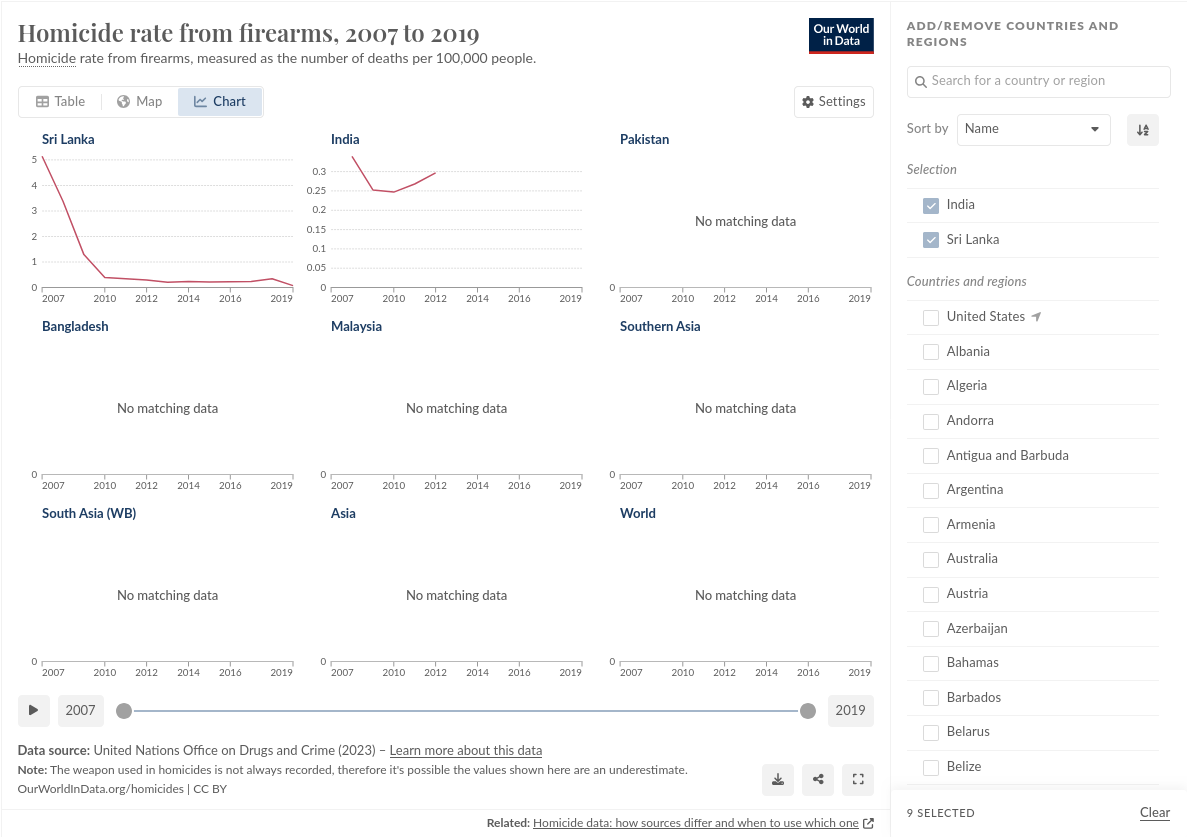 Homicide rate from firearms, 2007 to 2019
Homicide rate from firearms, measured as the number of deaths per 100,000 people.
Our World
in Data
Table
Map
Chart
Settings
Sri Lanka
5
4
3
2
1
0
2007 2010 2012 2014 2016 2019
India
0.3
0.25
0.2
0.15
0.1
0.05
0
2007 2010 2012 2014 2016 2019
Pakistan
No matching data
0
2007 2010 2012 2014 2016 2019
Bangladesh
No matching data
0
2007 2010 2012 2014 2016 2019
Malaysia
No matching data
0
2007 2010 2012 2014 2016 2019
Southern Asia
No matching data
0
2007 2010 2012 2014 2016 2019
South Asia (WB)
No matching data
0
2007 2010 2012 2014 2016 2019
Asia
No matching data
0
2007 2010 2012 2014 2016 2019
World
No matching data
0
2007 2010 2012 2014 2016 2019
2007
2019
Data source: United Nations Office on Drugs and Crime (2023) – Learn more about this data
Note: The weapon used in homicides is not always recorded, therefore it's possible the values shown here are an underestimate.
OurWorldInData.org/homicides | CC BY
Related: Homicide data: how sources differ and when to use which one
ADD/REMOVE COUNTRIES AND
REGIONS
Search for a country or region
Sort by
Name
Selection
India
Sri Lanka
Countries and regions
United States
Albania
Algeria
Andorra
Antigua and Barbuda
Argentina
Armenia
Australia
Austria
Azerbaijan
Bahamas
Barbados
Belarus
Belize
9 SELECTED
Clear